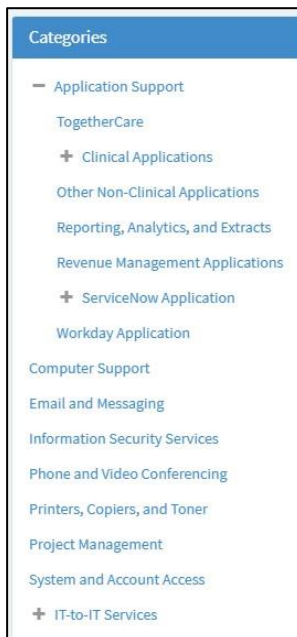 Categories
Application Support
TogetherCare
Clinical Applications
Other Non-Clinical Applications
Reporting, Analytics, and Extracts
Revenue Management Applications
ServiceNow Application
Workday Application
Computer Support
Email and Messaging
Information Security Services
Phone and Video Conferencing
Printers, Copiers, and Toner
Project Management
System and Account Access
IT-to-IT Services